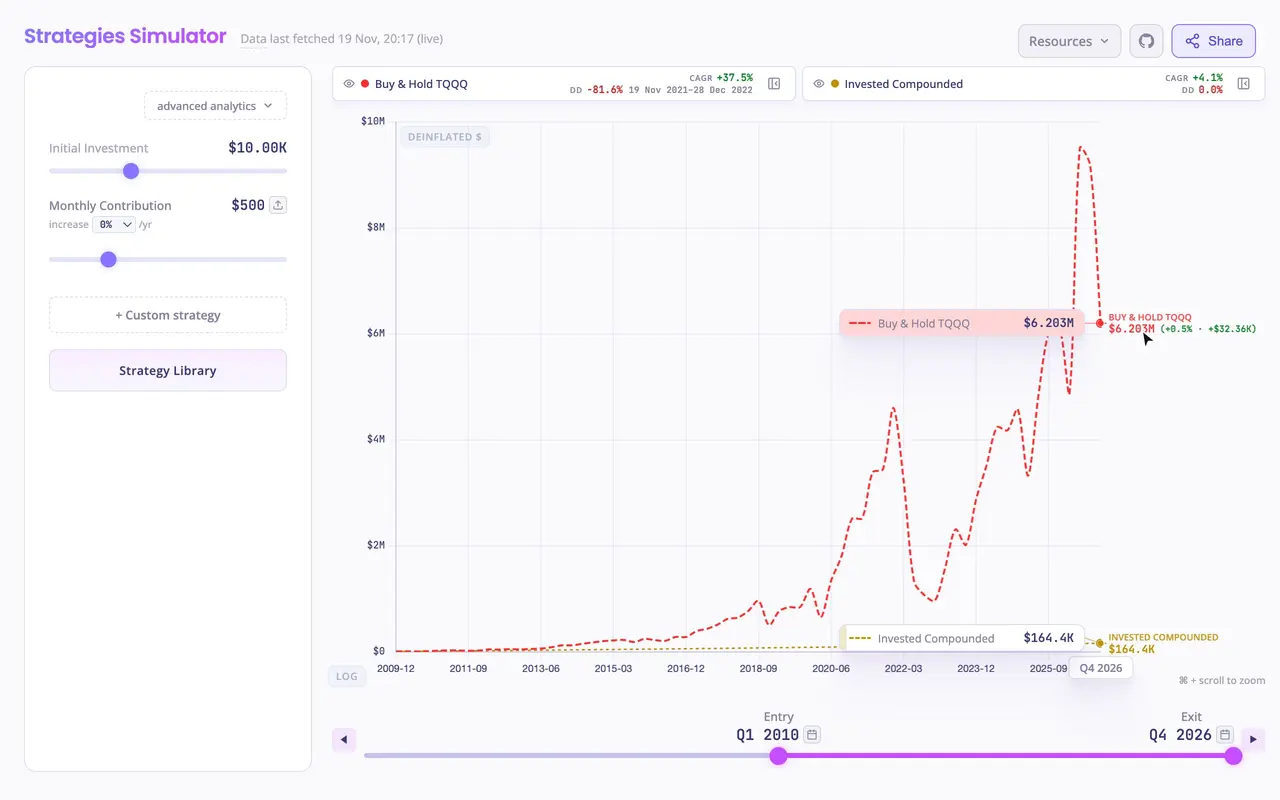 Strategies Simulator
Data last fetched 19 Nov, 20:17 (live)
Resources
Share
advanced analytics
Initial Investment
$10.00K
Monthly Contribution
$500
increase 0% /yr
+ Custom strategy
Strategy Library
Buy & Hold TQQQ
CAGR +37.5%
DD -81.6% 19 Nov 2021-28 Dec 2022
Invested Compounded
CAGR +4.1%
DD 0.0%
DEINFLATED $
$10M
$8M
$6M
$4M
$2M
$0
Buy & Hold TQQQ $6.203M
BUY & HOLD TQQQ
$6.203M (+0.5% · +$32.36K)
Invested Compounded $164.4K
INVESTED COMPOUNDED
$164.4K
2009-12 2011-09 2013-06 2015-03 2016-12 2018-09 2020-06 2022-03 2023-12 2025-09
Q4 2026
LOG
⌘ + scroll to zoom
Entry
Q1 2010
Exit
Q4 2026